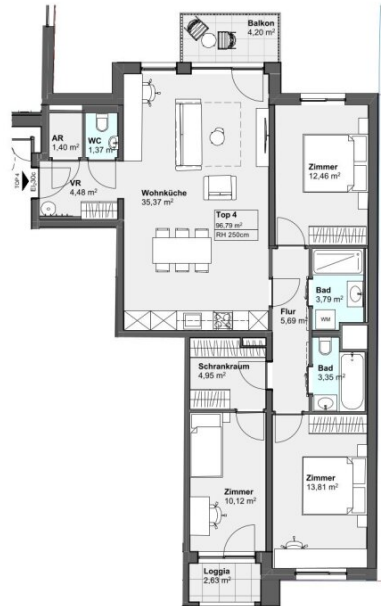 Balkon
4,20 m²
AR
1,40 m²
WC
1,37 m²
Zimmer
12,46 m²
TOP 4
EI₂30c
VR
4,48 m²
Wohnküche
35,37 m²
Top 4
96,79 m²
RH 250cm
Bad
3,79 m²
WM
Flur
5,69 m²
Schrankraum
4,95 m²
Bad
3,35 m²
Zimmer
10,12 m²
Zimmer
13,81 m²
Loggia
2,63 m²